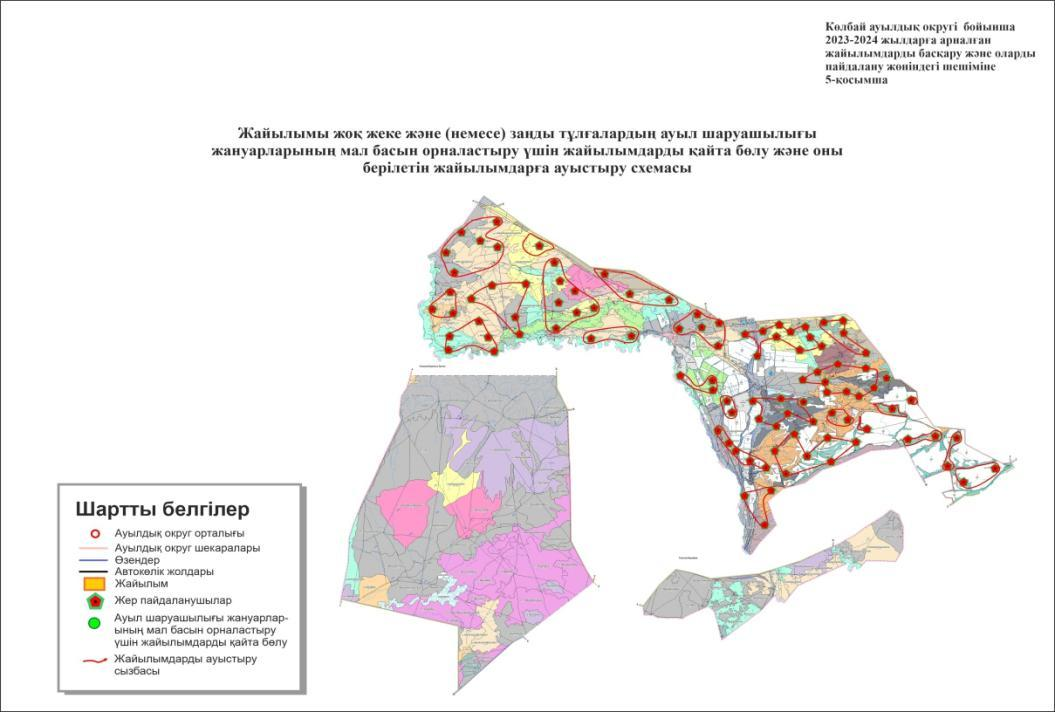 Көлбай ауылдық округі бойынша
2023-2024 жылдарға арналған
жайылымдарды басқару және оларды
пайдалану жөніндегі шешіміне
5-қосымша
Жайылымы жоқ жеке және (немесе) заңды тұлғалардың ауыл шаруашылығы
жануарларының мал басын орналастыру үшін жайылымдарды қайта бөлу және оны
берілетін жайылымдарға ауыстыру схемасы
Шартты белгілер
Ауылдық округ орталығы
Ауылдық округ шекаралары
Өзендер
Автокөлік жолдары
Жайылым
Жер пайдаланушылар
Ауыл шаруашылығы жануарлар-
ының мал басын орналастыру
үшін жайылымдарды қайта бөлу
Жайылымдарды ауыстыру
сызбасы